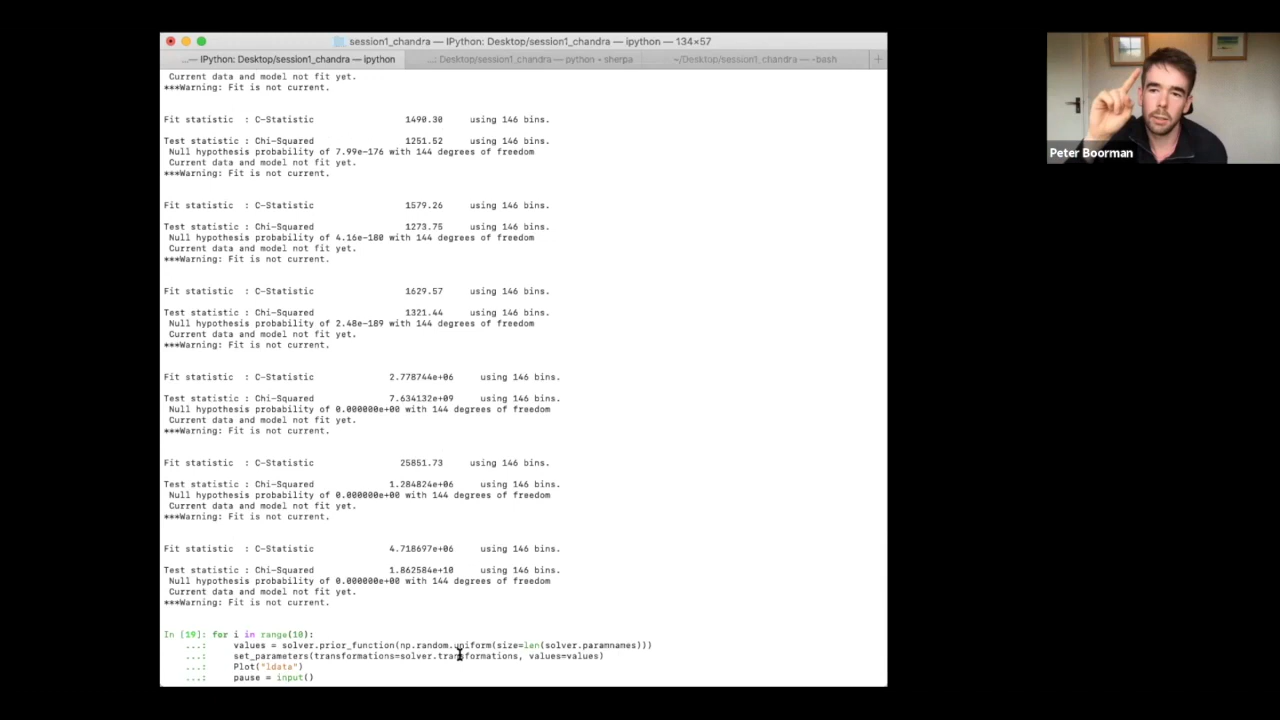 session1_chandra — IPython: Desktop/session1_chandra — ipython — 134×57
...— IPython: Desktop/session1_chandra — ipython
...: Desktop/session1_chandra — python ◂ sherpa
~/Desktop/session1_chandra — -bash
+
Current data and model not fit yet.
***Warning: Fit is not current.
Fit statistic : C-Statistic 1490.30 using 146 bins.
Test statistic : Chi-Squared 1251.52 using 146 bins.
Null hypothesis probability of 7.99e-176 with 144 degrees of freedom
Current data and model not fit yet.
***Warning: Fit is not current.
Fit statistic : C-Statistic 1579.26 using 146 bins.
Test statistic : Chi-Squared 1273.75 using 146 bins.
Null hypothesis probability of 4.16e-180 with 144 degrees of freedom
Current data and model not fit yet.
***Warning: Fit is not current.
Fit statistic : C-Statistic 1629.57 using 146 bins.
Test statistic : Chi-Squared 1321.44 using 146 bins.
Null hypothesis probability of 2.48e-189 with 144 degrees of freedom
Current data and model not fit yet.
***Warning: Fit is not current.
Fit statistic : C-Statistic 2.778744e+06 using 146 bins.
Test statistic : Chi-Squared 7.634132e+09 using 146 bins.
Null hypothesis probability of 0.000000e+00 with 144 degrees of freedom
Current data and model not fit yet.
***Warning: Fit is not current.
Fit statistic : C-Statistic 25851.73 using 146 bins.
Test statistic : Chi-Squared 1.284824e+06 using 146 bins.
Null hypothesis probability of 0.000000e+00 with 144 degrees of freedom
Current data and model not fit yet.
***Warning: Fit is not current.
Fit statistic : C-Statistic 4.718697e+06 using 146 bins.
Test statistic : Chi-Squared 1.862584e+10 using 146 bins.
Null hypothesis probability of 0.000000e+00 with 144 degrees of freedom
Current data and model not fit yet.
***Warning: Fit is not current.
In [19]: for i in range(10):
...: values = solver.prior_function(np.random.uniform(size=len(solver.paramnames)))
...: set_parameters(transformations=solver.transformations, values=values)
...: Plot("ldata")
...: pause = input()
Peter Boorman